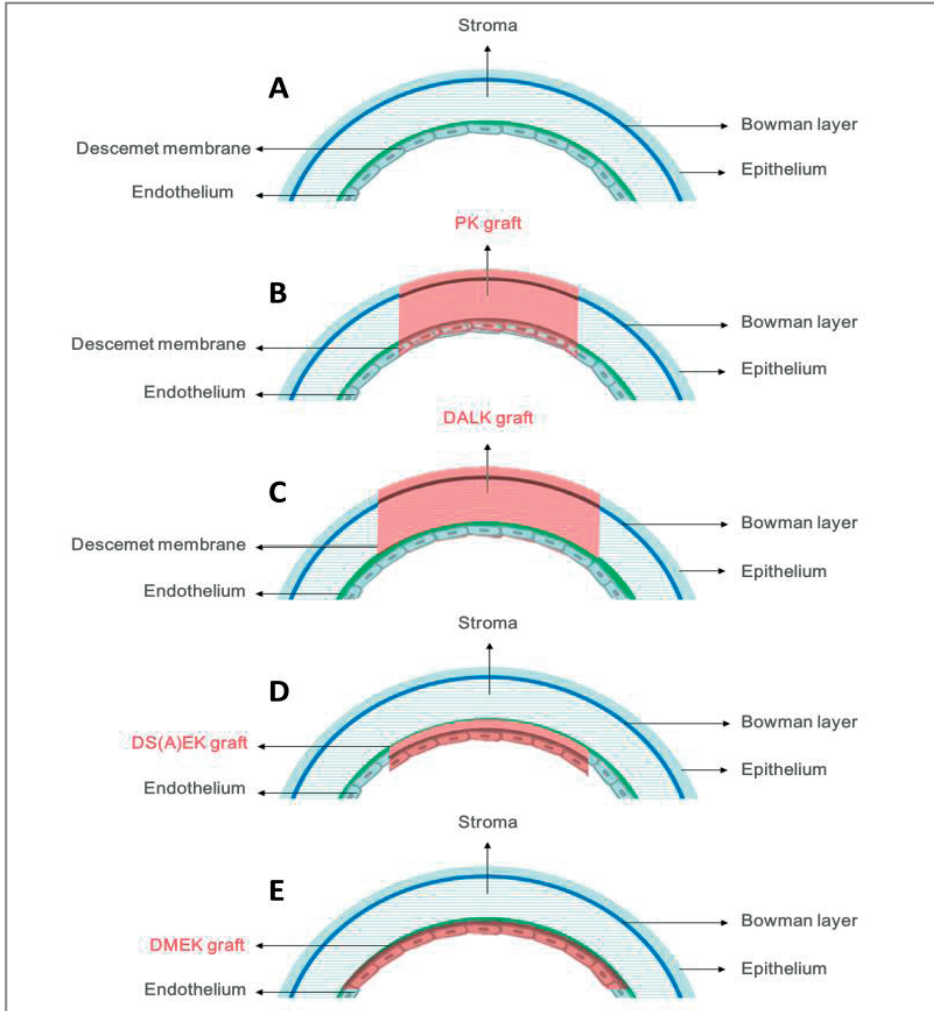 Stroma
A
Bowman layer
Descemet membrane
Epithelium
Endothelium
PK graft
B
Bowman layer
Descemet membrane
Epithelium
Endothelium
DALK graft
C
Bowman layer
Descemet membrane
Epithelium
Endothelium
Stroma
D
Bowman layer
DS(A)EK graft
Epithelium
Endothelium
Stroma
E
Bowman layer
DMEK graft
Epithelium
Endothelium